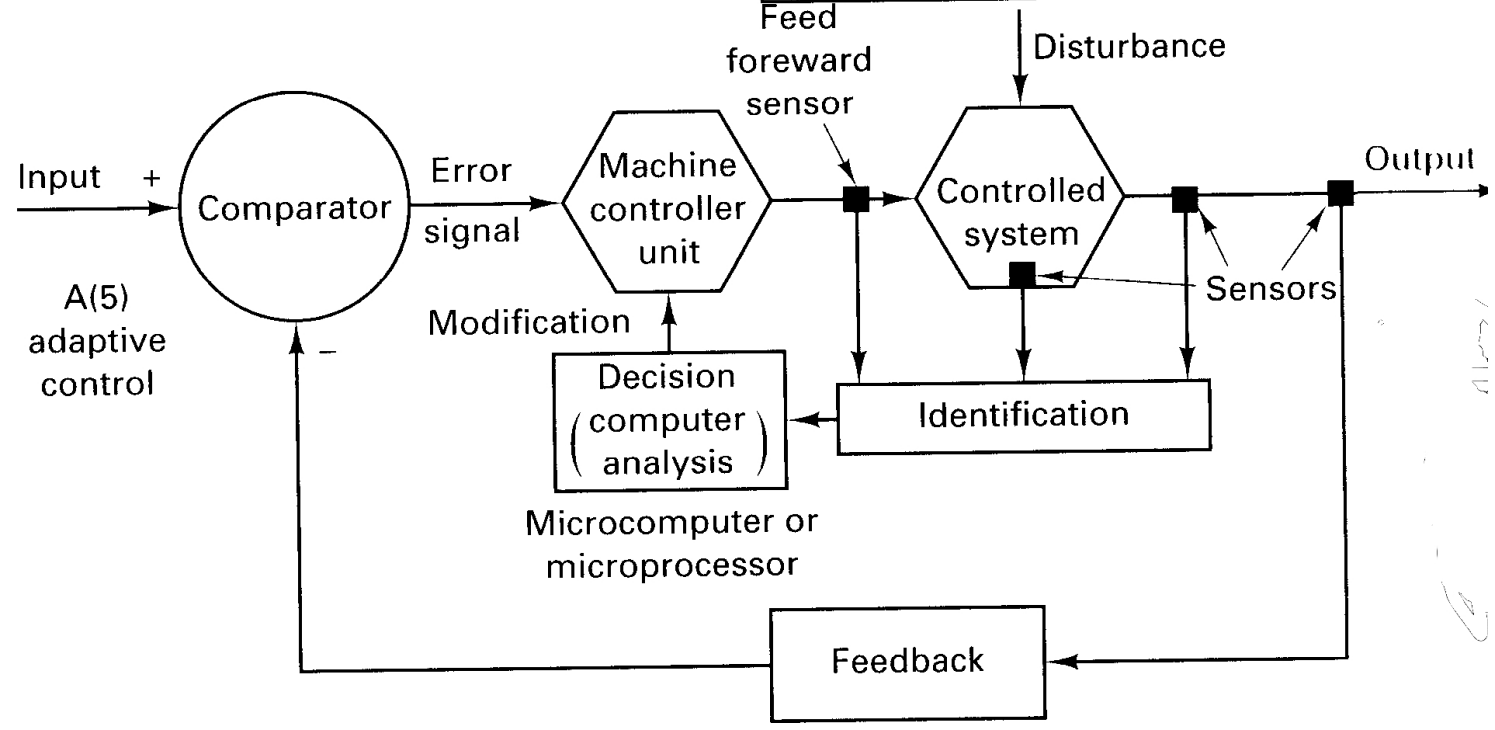 Feed
foreward
sensor
Disturbance
Input +
Comparator
Error
signal
Machine
controller
unit
Controlled
system
Output
Sensors
A(5)
adaptive
control
–
Modification
Decision
(computer
analysis)
Identification
Microcomputer or
microprocessor
Feedback